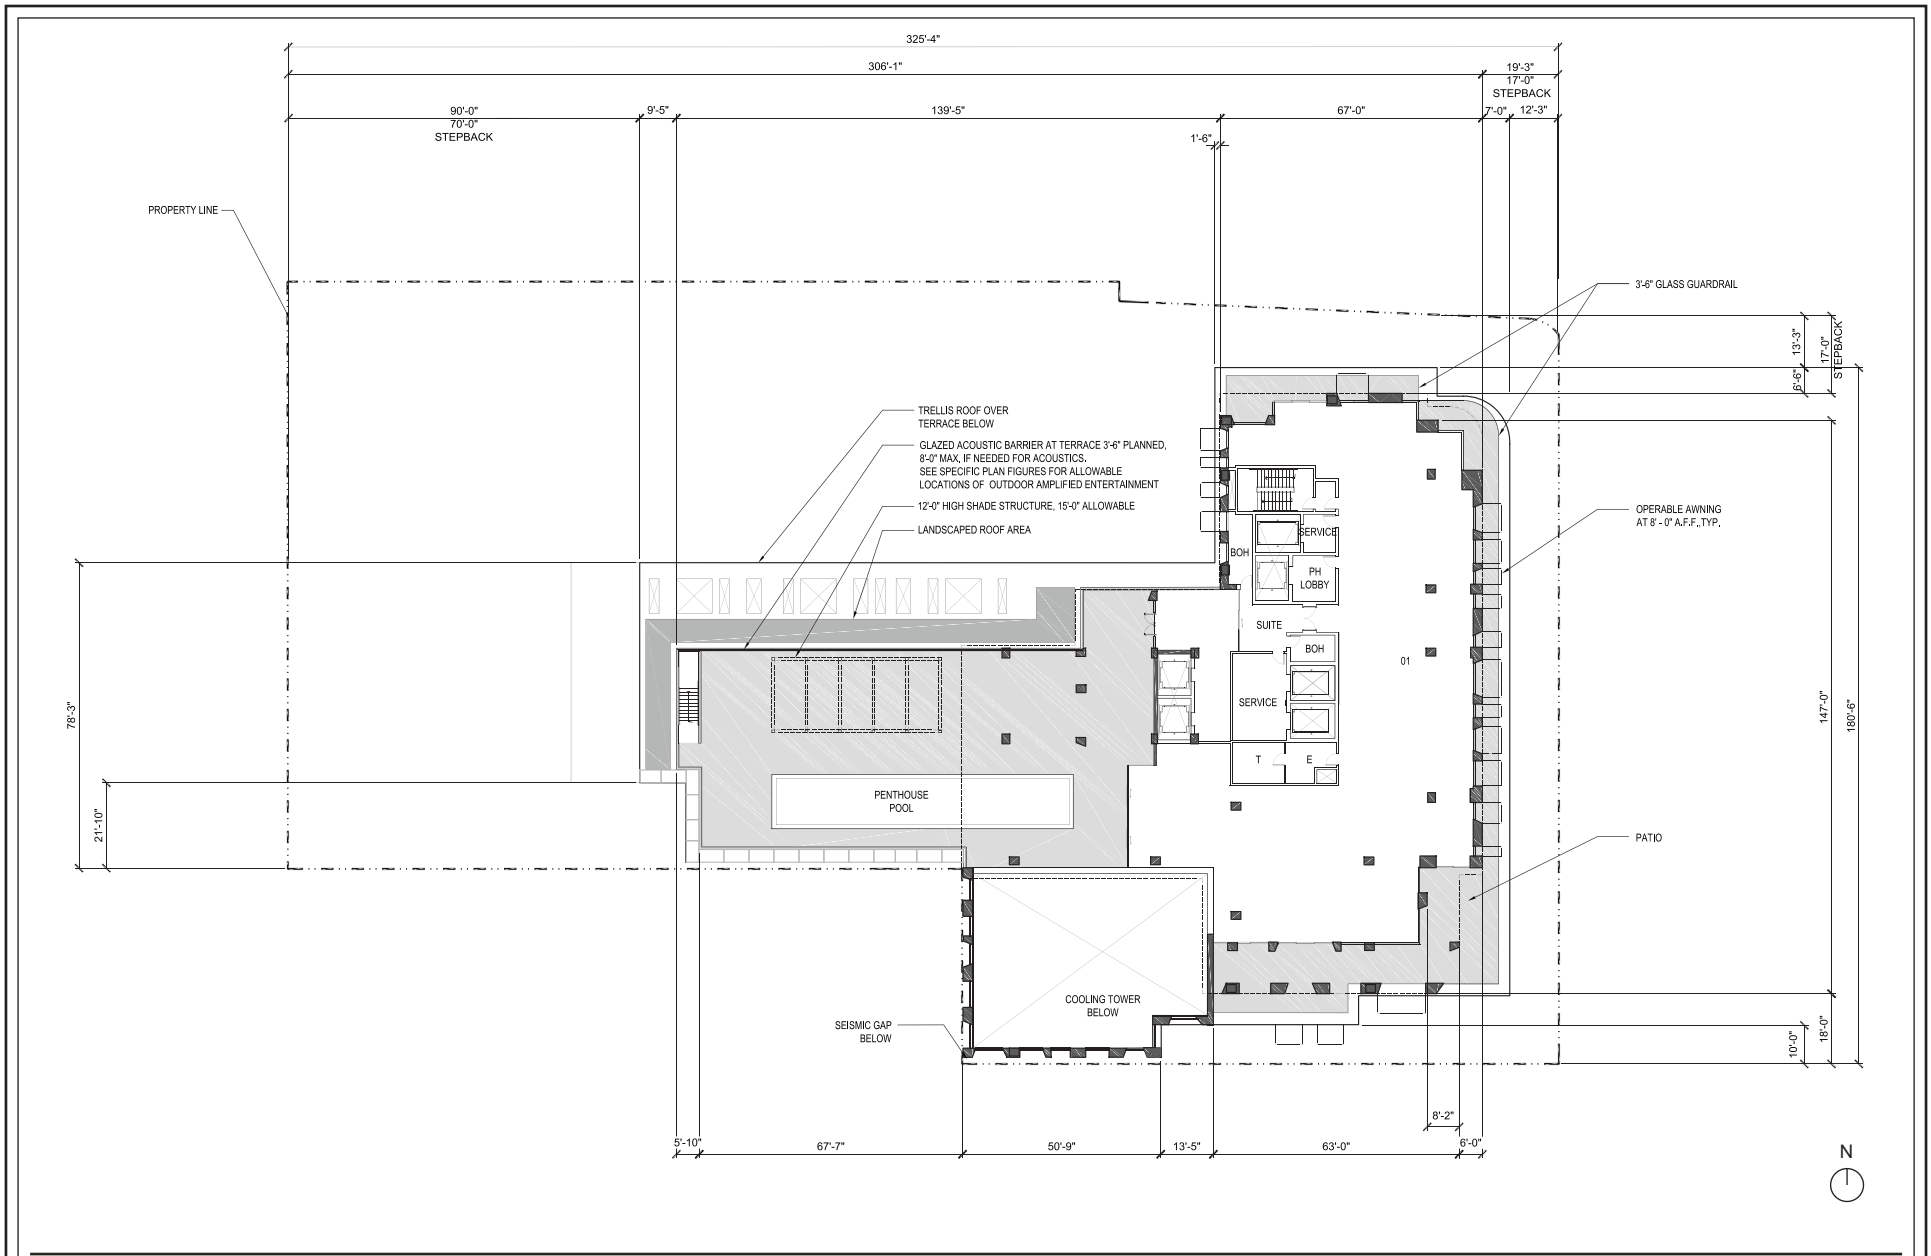 325'-4"
306'-1"
19'-3"
17'-0"
STEPBACK
90'-0"
70'-0"
STEPBACK
9'-5"
139'-5"
67'-0"
7'-0"
12'-3"
1'-6"
PROPERTY LINE
3'-6" GLASS GUARDRAIL
13'-3"
17'-0"
STEPBACK
6'-6"
TRELLIS ROOF OVER
TERRACE BELOW
GLAZED ACOUSTIC BARRIER AT TERRACE 3'-6" PLANNED,
8'-0" MAX, IF NEEDED FOR ACOUSTICS.
SEE SPECIFIC PLAN FIGURES FOR ALLOWABLE
LOCATIONS OF OUTDOOR AMPLIFIED ENTERTAINMENT
12'-0" HIGH SHADE STRUCTURE, 15'-0" ALLOWABLE
LANDSCAPED ROOF AREA
OPERABLE AWNING
AT 8' - 0" A.F.F.,TYP.
SERVICE
BOH
PH
LOBBY
SUITE
BOH
01
SERVICE
T
E
78'-3"
21'-10"
147'-0"
180'-6"
PENTHOUSE
POOL
PATIO
COOLING TOWER
BELOW
SEISMIC GAP
BELOW
10'-0"
18'-0"
8'-2"
5'-10"
67'-7"
50'-9"
13'-5"
63'-0"
6'-0"
N